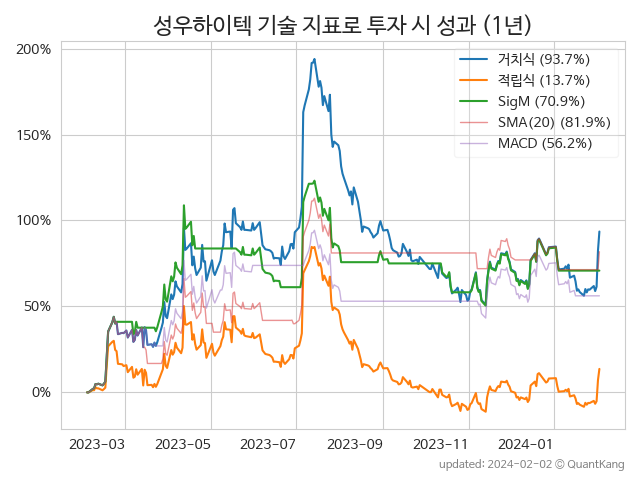 성우하이텍 기술 지표로 투자 시 성과 (1년)
200%
150%
100%
50%
0%
거치식 (93.7%)
적립식 (13.7%)
SigM (70.9%)
SMA(20) (81.9%)
MACD (56.2%)
2023-03 2023-05 2023-07 2023-09 2023-11 2024-01
updated: 2024-02-02 © QuantKang